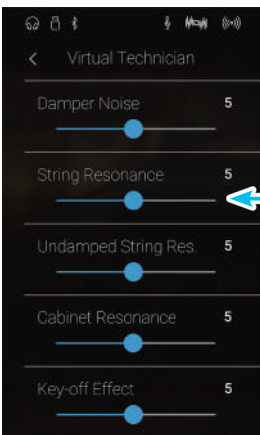 Virtual Technician
Damper Noise 5
String Resonance 5
Undamped String Res. 5
Cabinet Resonance 5
Key-off Effect 5